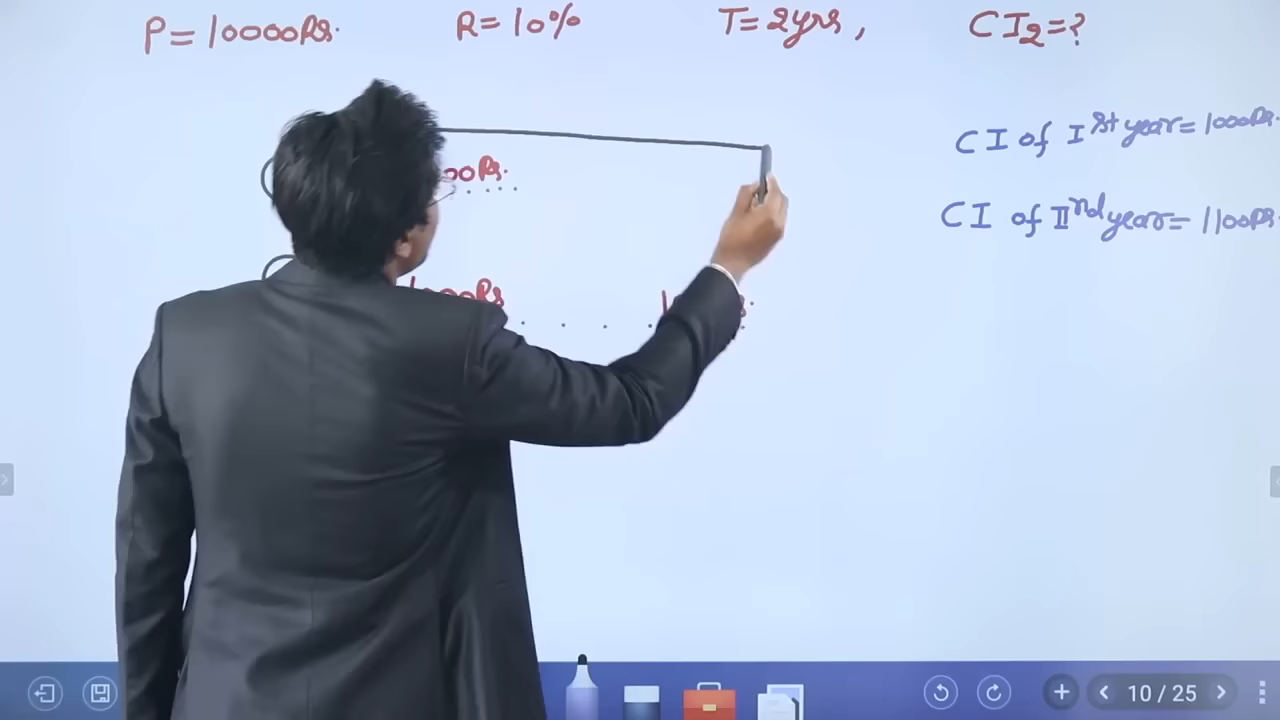 P = 10000Rs. R = 10% T = 2yrs, CI2 = ?
CI of Ist year = 1000Rs.
CI of IInd year = 1100Rs.
10 / 25